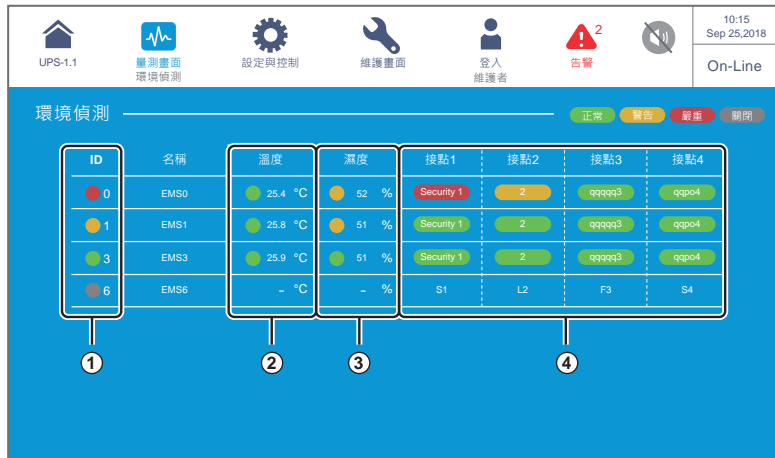 2
10:15
Sep 25,2018
UPS-1.1
量測畫面
環境偵測
設定與控制
維護畫面
登入
維護者
告警
On-Line
環境偵測
正常 警告 嚴重 關閉
ID 名稱 溫度 濕度 接點1 接點2 接點3 接點4
0 EMS0 25.4 °C 52 % Security 1 2 qqqqq3 qqpo4
1 EMS1 25.8 °C 51 % Security 1 2 qqqqq3 qqpo4
3 EMS3 25.9 °C 51 % Security 1 2 qqqqq3 qqpo4
6 EMS6 – °C – % S1 L2 F3 S4
1 2 3 4